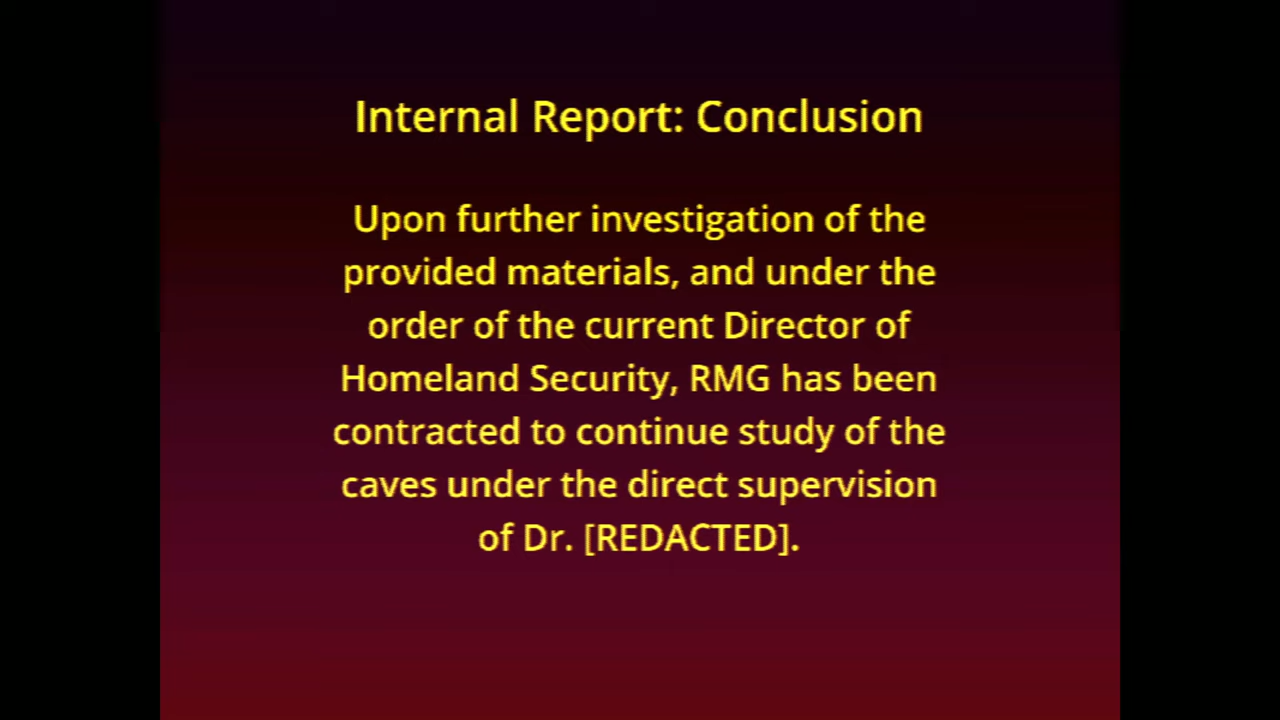 Internal Report: Conclusion
Upon further investigation of the
provided materials, and under the
order of the current Director of
Homeland Security, RMG has been
contracted to continue study of the
caves under the direct supervision
of Dr. [REDACTED].